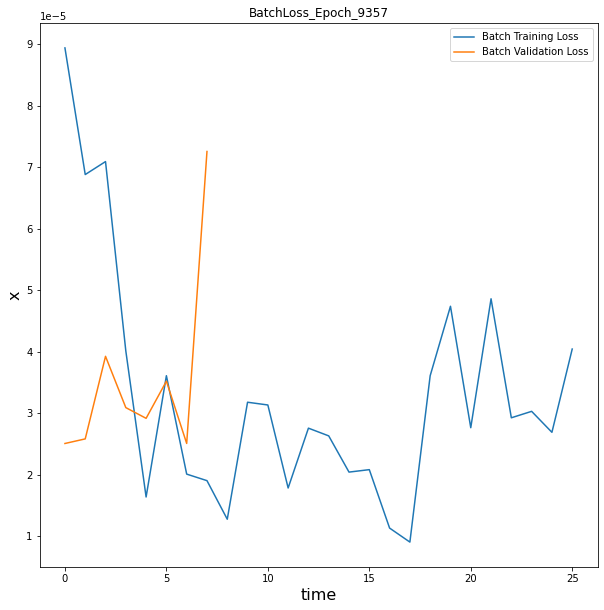 BatchLoss_Epoch_9357
1e−5
Batch Training Loss
Batch Validation Loss
9
8
7
6
5
4
3
2
1
x
0 5 10 15 20 25
time